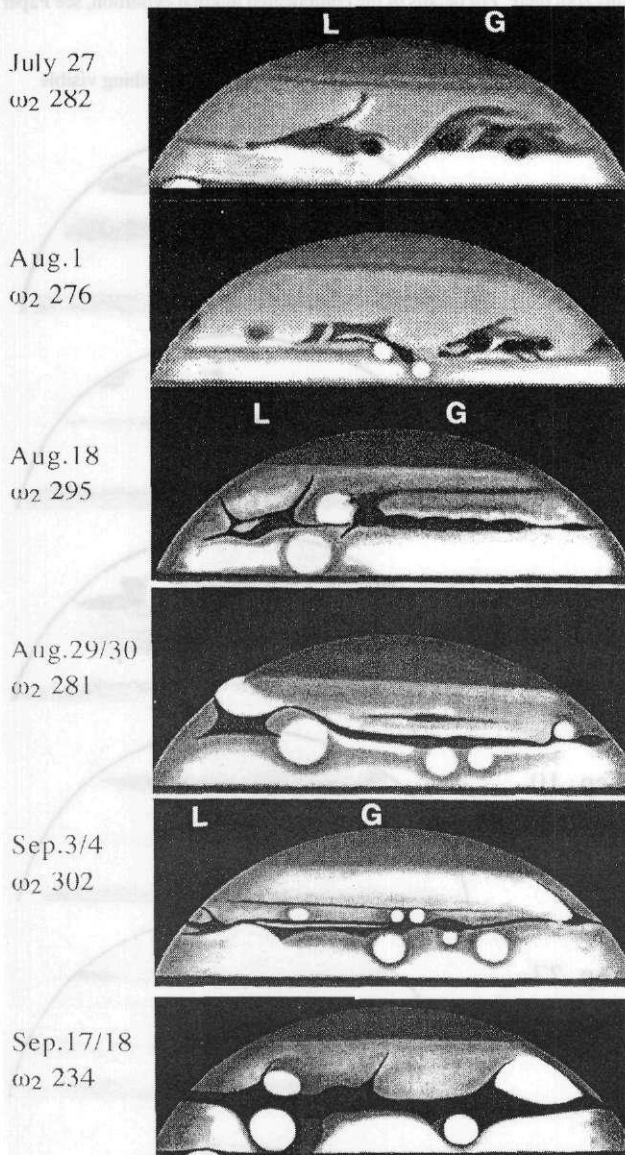 L G
July 27
ω₂ 282
Aug.1
ω₂ 276
L G
Aug.18
ω₂ 295
Aug.29/30
ω₂ 281
L G
Sep.3/4
ω₂ 302
Sep.17/18
ω₂ 234